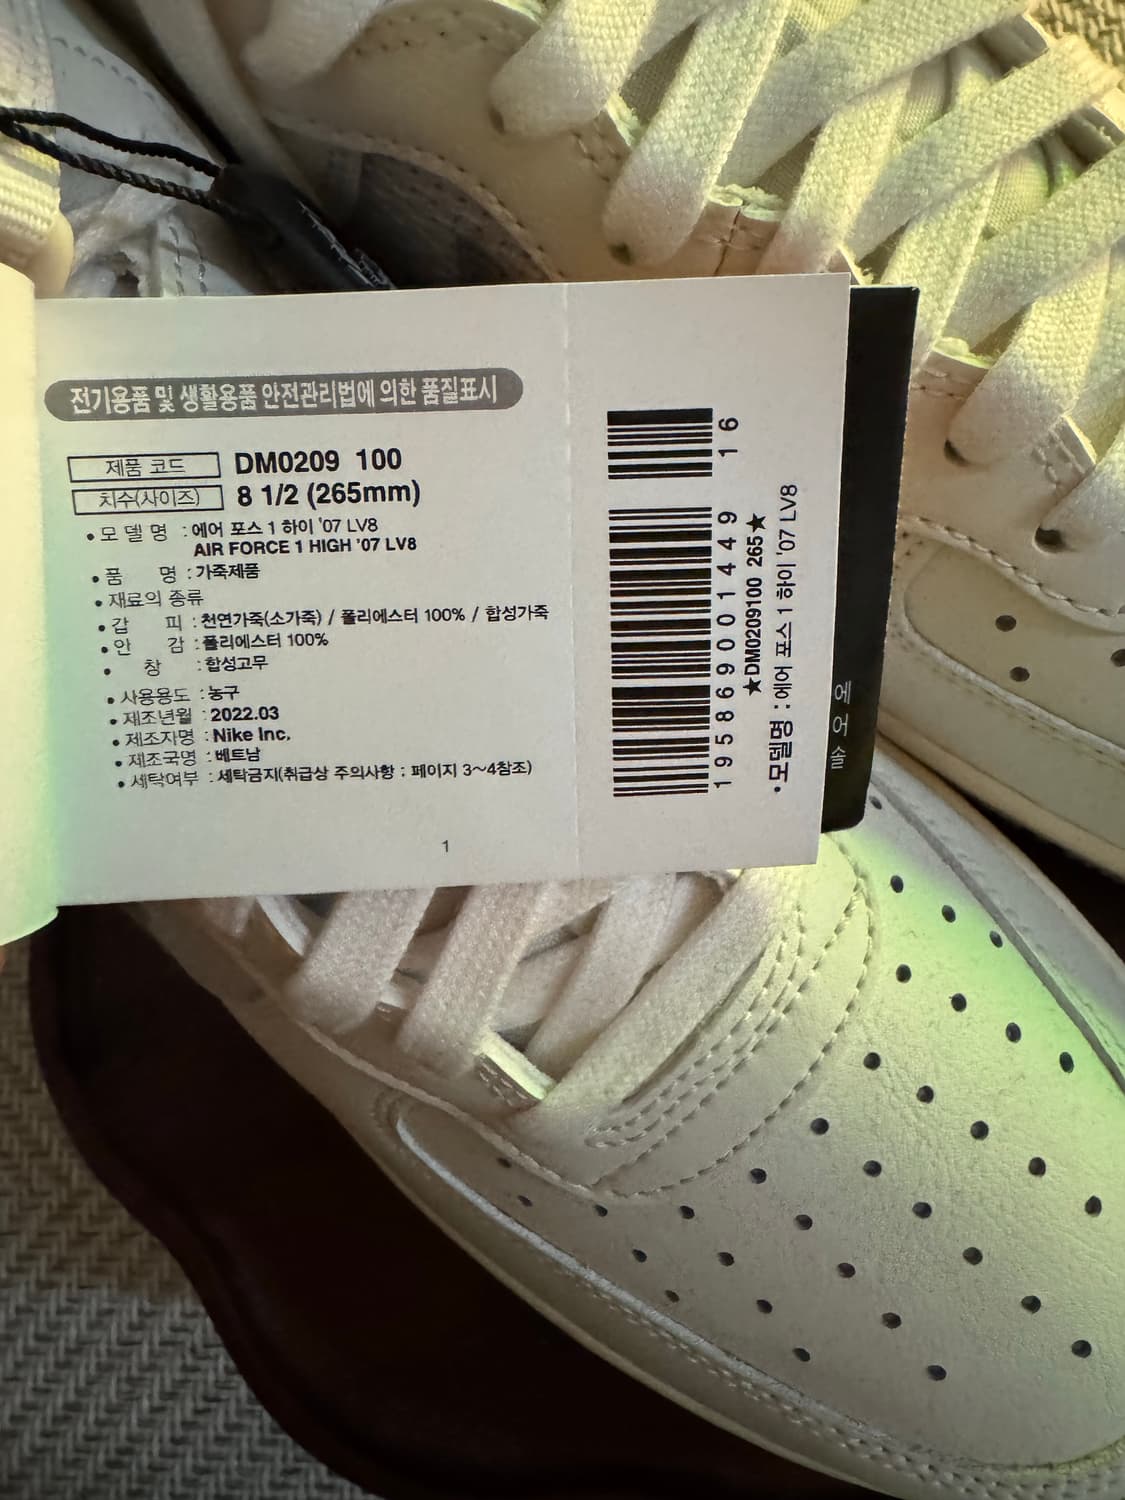 전기용품 및 생활용품 안전관리법에 의한 품질표시
제품 코드 DM0209 100
치수(사이즈) 8 1/2 (265mm)
• 모 델 명 : 에어 포스 1 하이 '07 LV8
AIR FORCE 1 HIGH '07 LV8
• 품 명 : 가죽제품
• 재료의 종류
• 갑 피 : 천연가죽(소가죽) / 폴리에스터 100% / 합성가죽
• 안 감 : 폴리에스터 100%
• 창 : 합성고무
• 사용용도 : 농구
• 제조년월 : 2022.03
• 제조자명 : Nike Inc.
• 제조국명 : 베트남
• 세탁여부 : 세탁금지(취급상 주의사항 : 페이지 3~4참조)
1
195869001449 16
★DM0209100 265★
•모델명 : 에어 포스 1 하이 '07 LV8
에
어
솔